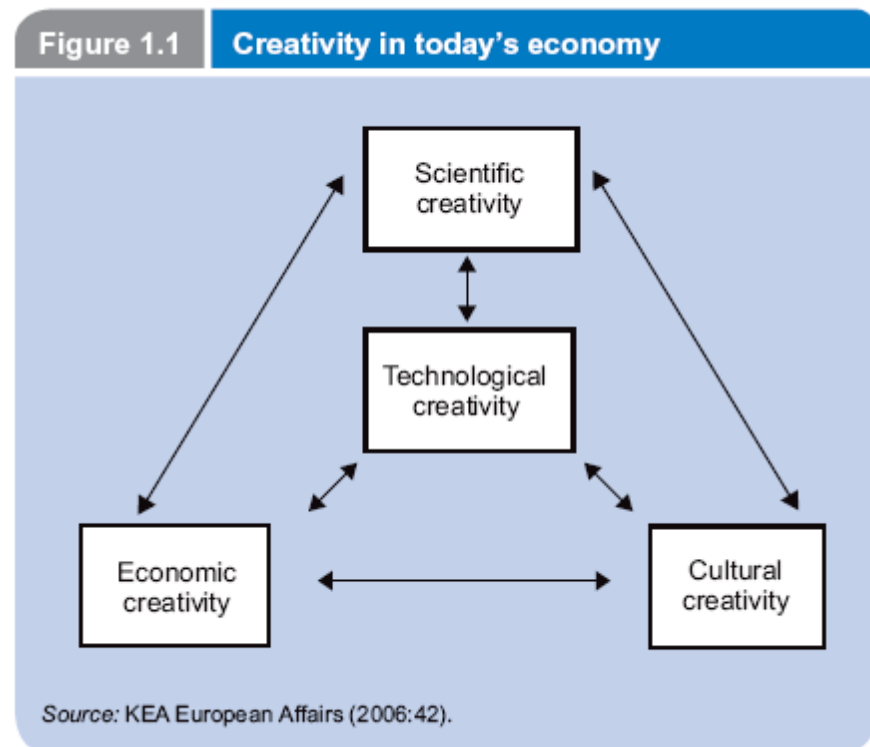 Figure 1.1
Creativity in today's economy
Scientific
creativity
Technological
creativity
Economic
creativity
Cultural
creativity
Source: KEA European Affairs (2006:42).